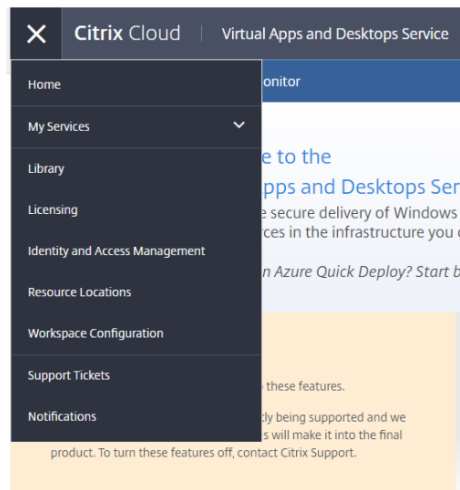 Citrix Cloud | Virtual Apps and Desktops Service
Home
onitor
My Services
e to the
Library
pps and Desktops Ser
Licensing
secure delivery of Windows
rces in the infrastructure you
Identity and Access Management
n Azure Quick Deploy? Start b
Resource Locations
Workspace Configuration
Support Tickets
these features.
Notifications
tly being supported and we
s will make it into the final
product. To turn these features off, contact Citrix Support.